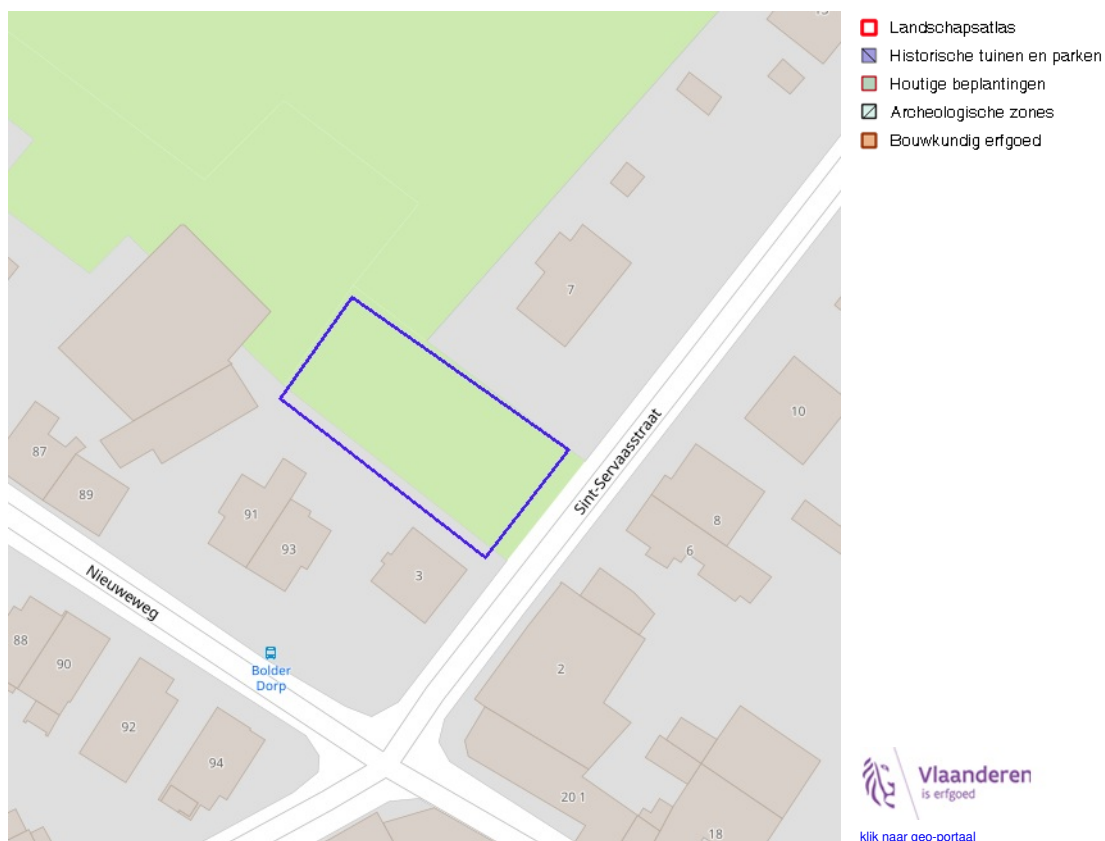 Landschapsatlas
Historische tuinen en parken
Houtige beplantingen
Archeologische zones
Bouwkundig erfgoed
7
10
Sint-Servaasstraat
87
89
91
93
3
8
6
Nieuweweg
88
90
Bolder
Dorp
2
92
94
20 1
18
Vlaanderen
is erfgoed
klik naar geo-portaal